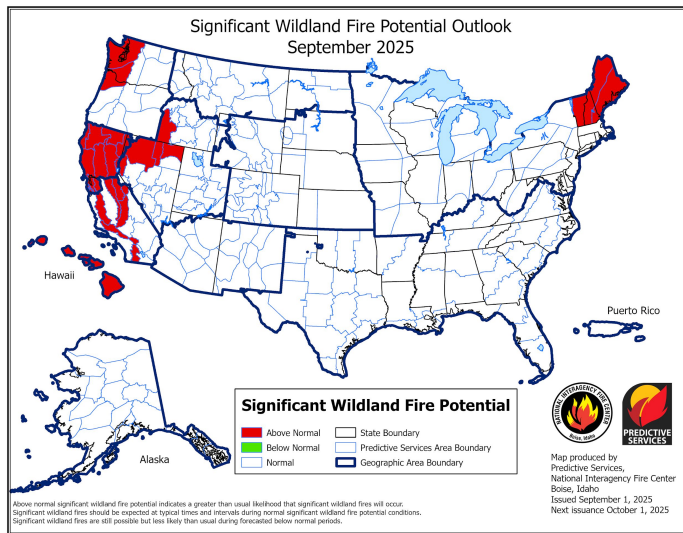 Significant Wildland Fire Potential Outlook
September 2025
Hawaii
Puerto Rico
Alaska
Significant Wildland Fire Potential
Above Normal
Below Normal
Normal
State Boundary
Predictive Services Area Boundary
Geographic Area Boundary
NATIONAL INTERAGENCY FIRE CENTER
Boise, Idaho
PREDICTIVE
SERVICES
Map produced by
Predictive Services,
National Interagency Fire Center
Boise, Idaho
Issued September 1, 2025
Next issuance October 1, 2025
Above normal significant wildland fire potential indicates a greater than usual likelihood that significant wildland fires will occur.
Significant wildland fires should be expected at typical times and intervals during normal significant wildland fire potential conditions.
Significant wildland fires are still possible but less likely than usual during forecasted below normal periods.